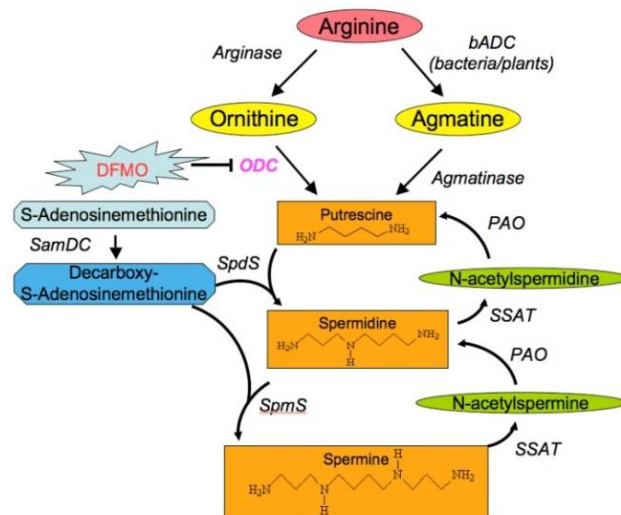 Arginine
Arginase
bADC
(bacteria/plants)
Ornithine
Agmatine
DFMO
ODC
Agmatinase
S-Adenosinemethionine
Putrescine
H₂N
NH₂
PAO
SamDC
Decarboxy-
S-Adenosinemethionine
SpdS
N-acetylspermidine
Spermidine
NH₂
H₂N
N
H
SSAT
PAO
SpmS
N-acetylspermine
Spermine
H
N
NH₂
H₂N
N
H
SSAT